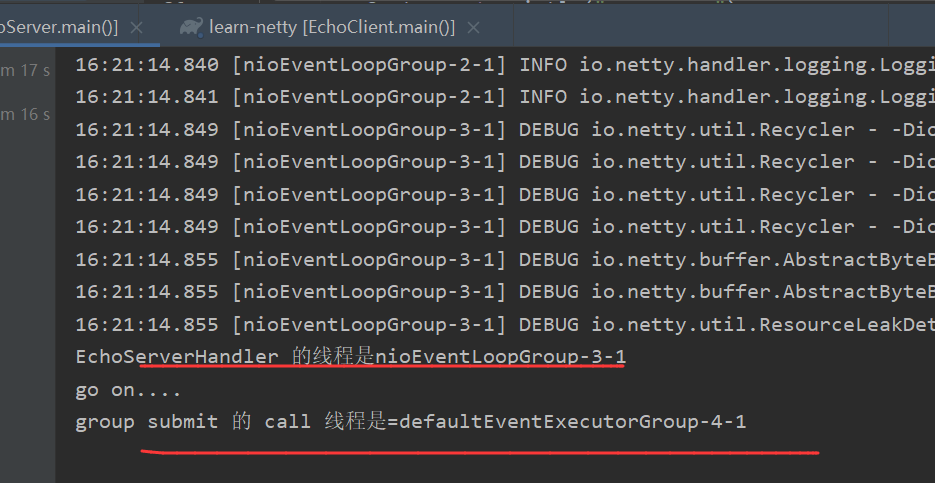 oServer.main()] learn-netty [EchoClient.main()]
m 17 s
m 16 s
16:21:14.840 [nioEventLoopGroup-2-1] INFO io.netty.handler.logging.Loggi
16:21:14.841 [nioEventLoopGroup-2-1] INFO io.netty.handler.logging.Loggi
16:21:14.849 [nioEventLoopGroup-3-1] DEBUG io.netty.util.Recycler - -Dio
16:21:14.849 [nioEventLoopGroup-3-1] DEBUG io.netty.util.Recycler - -Dio
16:21:14.849 [nioEventLoopGroup-3-1] DEBUG io.netty.util.Recycler - -Dio
16:21:14.849 [nioEventLoopGroup-3-1] DEBUG io.netty.util.Recycler - -Dio
16:21:14.855 [nioEventLoopGroup-3-1] DEBUG io.netty.buffer.AbstractByteB
16:21:14.855 [nioEventLoopGroup-3-1] DEBUG io.netty.buffer.AbstractByteB
16:21:14.855 [nioEventLoopGroup-3-1] DEBUG io.netty.util.ResourceLeakDet
EchoServerHandler 的线程是nioEventLoopGroup-3-1
go on....
group submit 的 call 线程是=defaultEventExecutorGroup-4-1